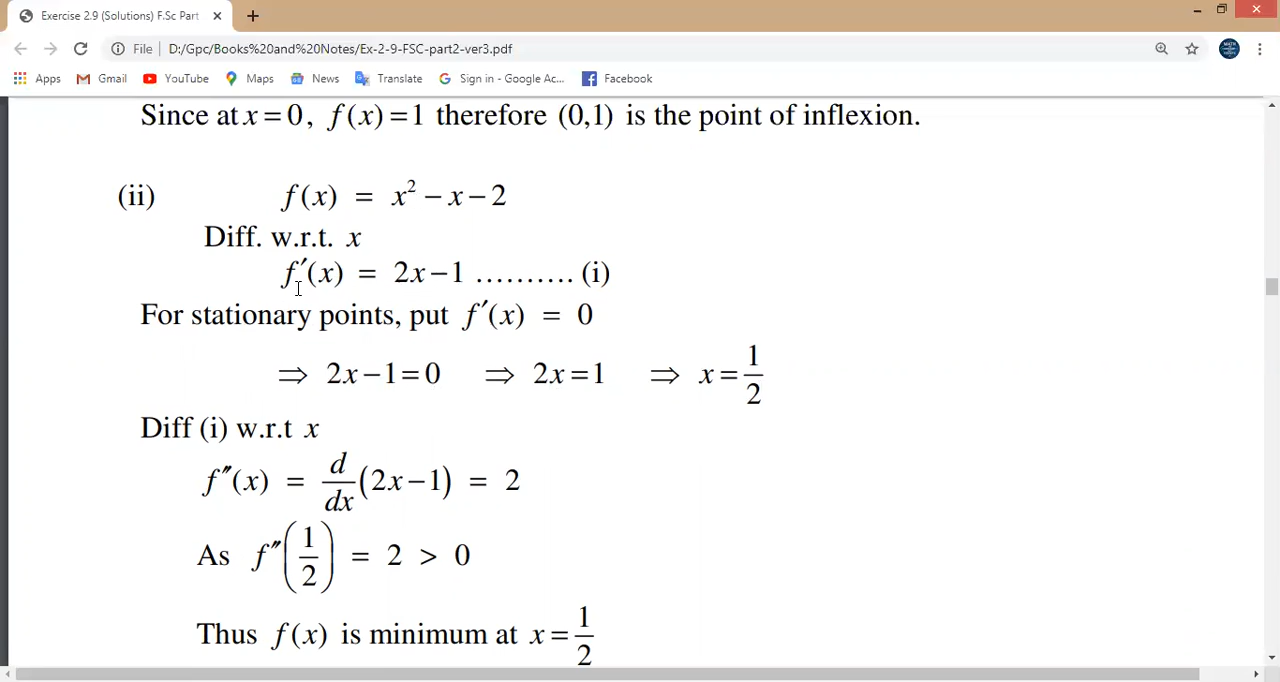 Exercise 2.9 (Solutions) F.Sc Part
File | D:/Gpc/Books%20and%20Notes/Ex-2-9-FSC-part2-ver3.pdf
Apps Gmail YouTube Maps News Translate Sign in - Google Ac... Facebook
Since at x = 0, f(x) = 1 therefore (0,1) is the point of inflexion.
(ii) f(x) = x² − x − 2
Diff. w.r.t. x
f′(x) = 2x − 1 .......... (i)
For stationary points, put f′(x) = 0
⇒ 2x − 1 = 0 ⇒ 2x = 1 ⇒ x = 1/2
Diff (i) w.r.t x
f″(x) = d/dx (2x − 1) = 2
As f″(1/2) = 2 > 0
Thus f(x) is minimum at x = 1/2